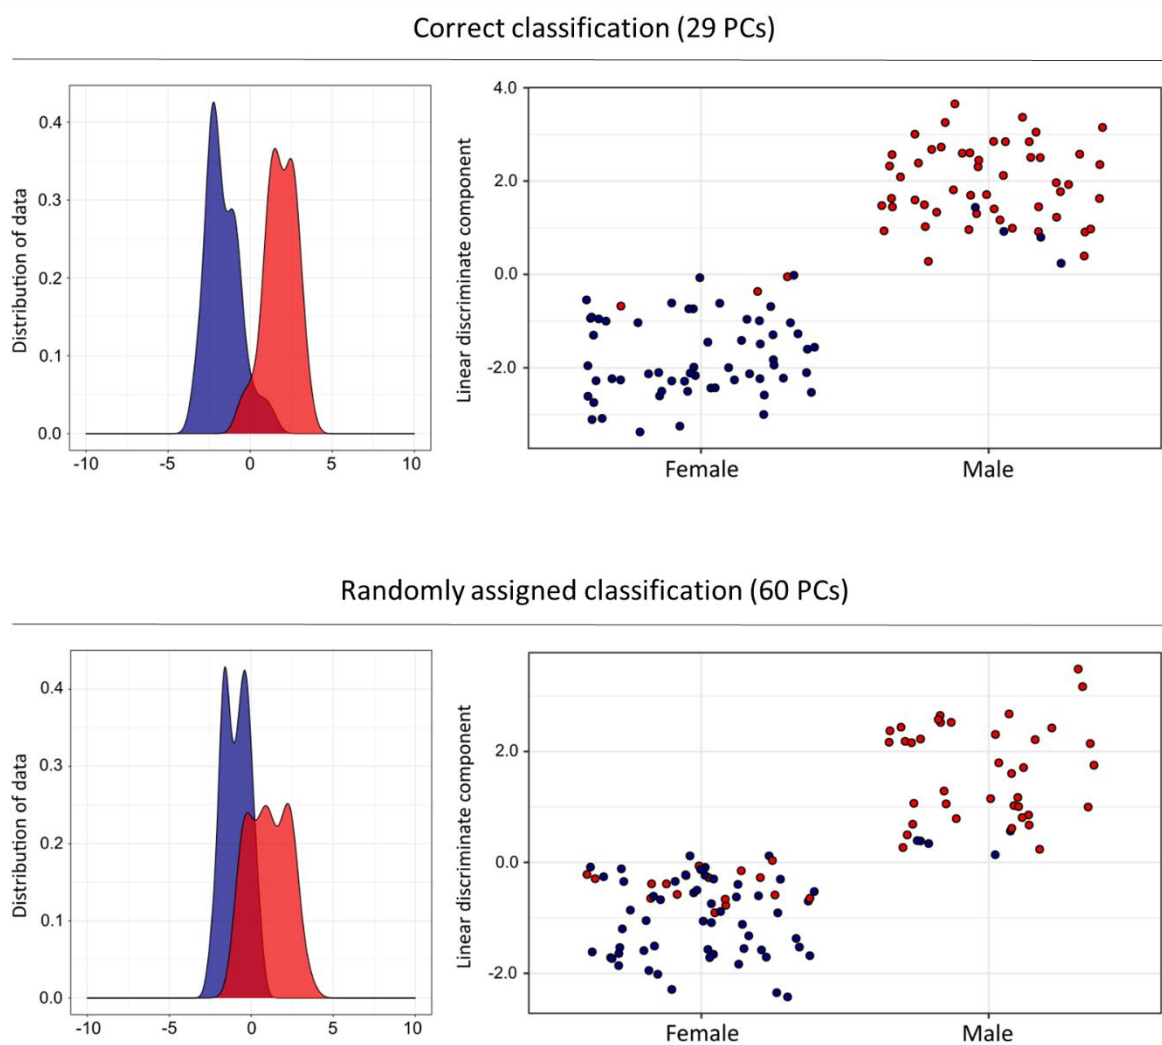 Correct classification (29 PCs)
Distribution of data
0.4
0.3
0.2
0.1
0.0
-10 -5 0 5 10
Linear discriminate component
4.0
2.0
0.0
-2.0
Female Male
Randomly assigned classification (60 PCs)
Distribution of data
0.4
0.3
0.2
0.1
0.0
-10 -5 0 5 10
Linear discriminate component
2.0
0.0
-2.0
Female Male